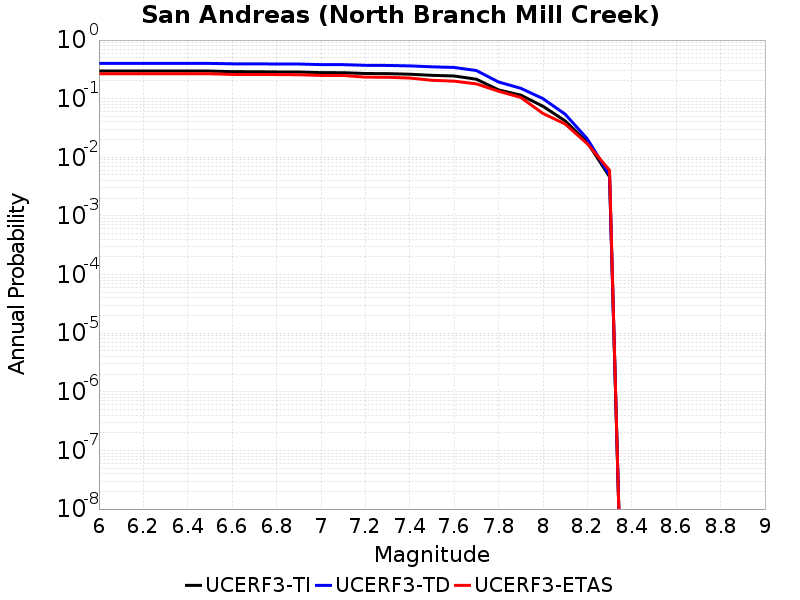 San Andreas (North Branch Mill Creek)
10^0
10^-1
10^-2
10^-3
10^-4
10^-5
10^-6
10^-7
10^-8
Annual Probability
6 6.2 6.4 6.6 6.8 7 7.2 7.4 7.6 7.8 8 8.2 8.4 8.6 8.8 9
Magnitude
UCERF3-TI UCERF3-TD UCERF3-ETAS